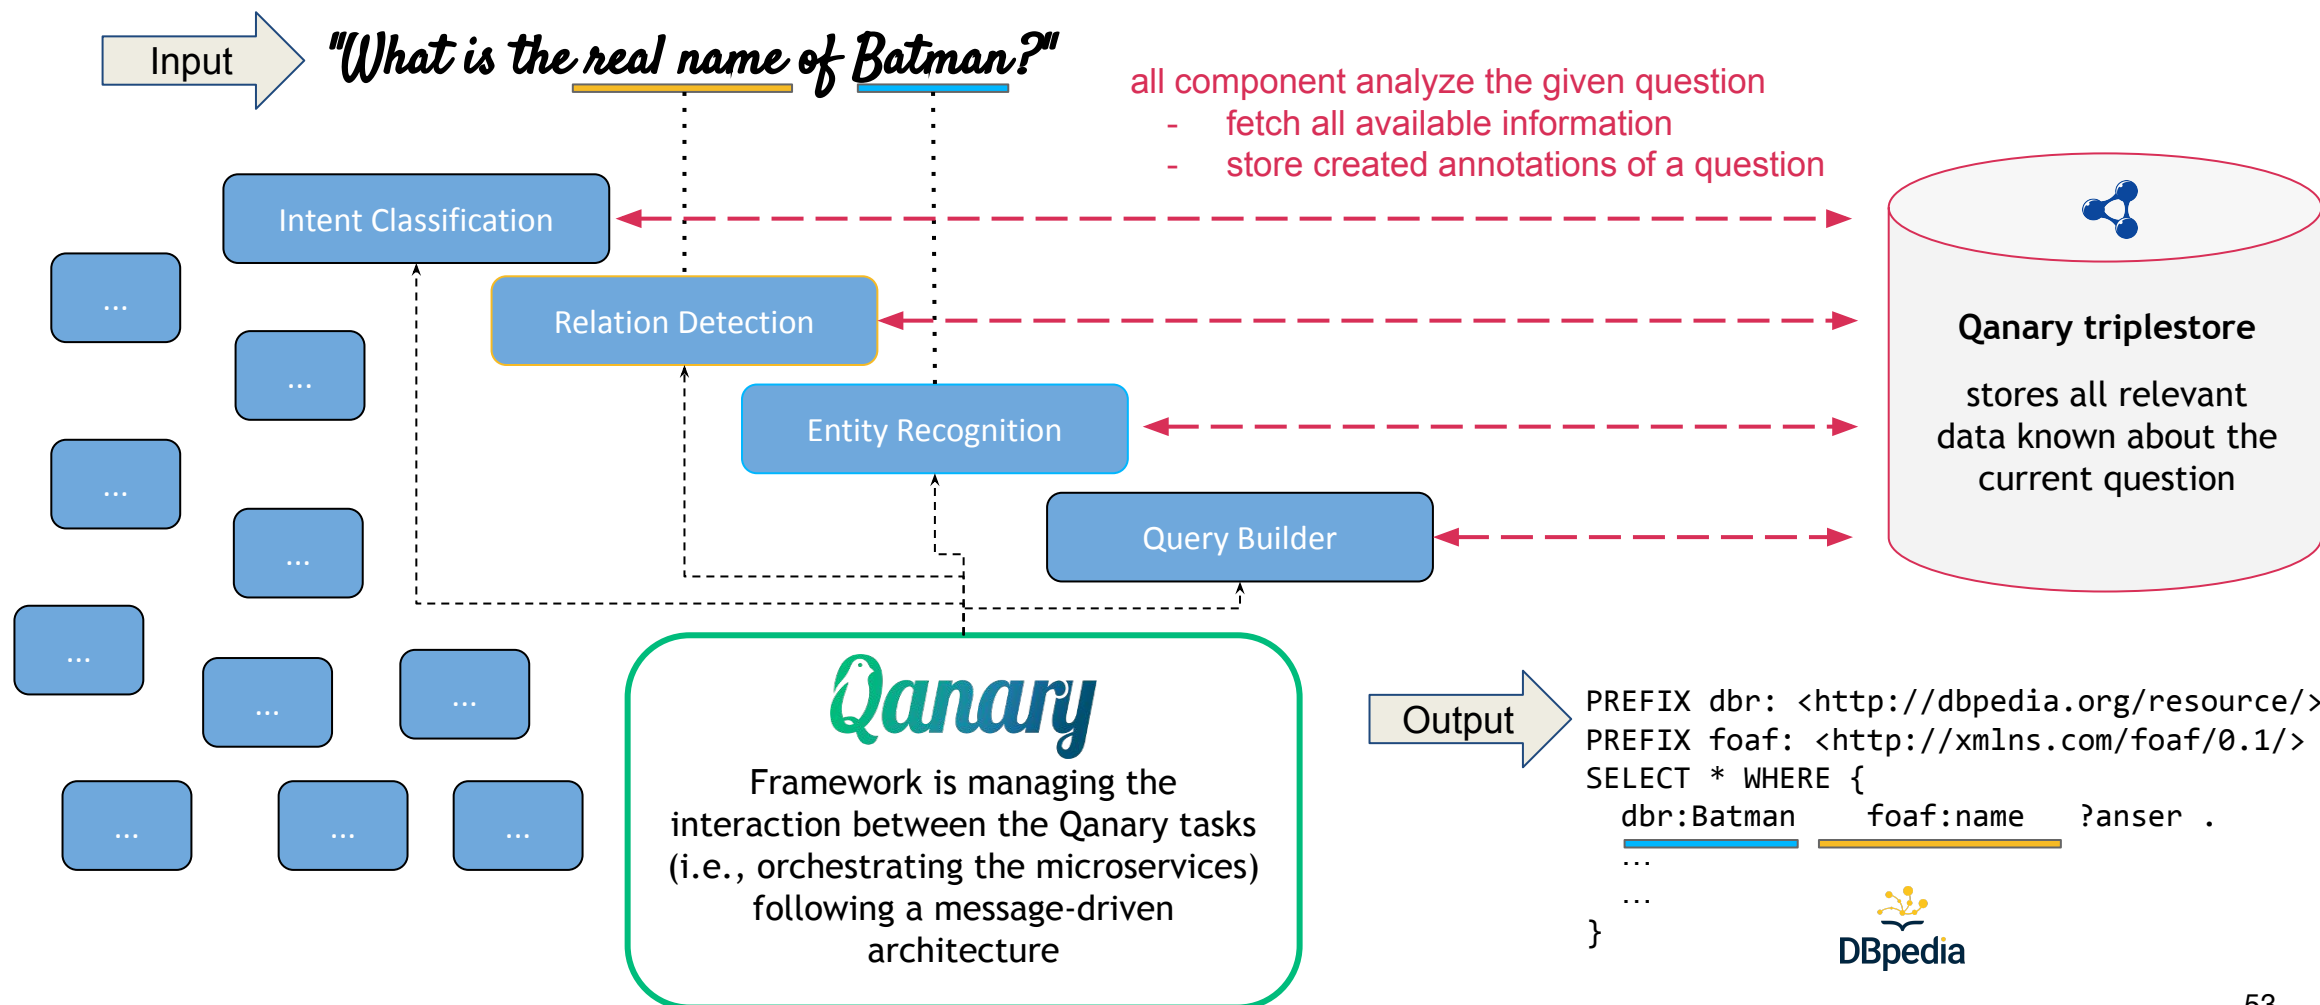 Input
"What is the real name of Batman?"
all component analyze the given question
- fetch all available information
- store created annotations of a question
Intent Classification
...
Relation Detection
...
Entity Recognition
...
Query Builder
...
...
...
...
...
...
...
Qanary triplestore
stores all relevant
data known about the
current question
Qanary
Framework is managing the
interaction between the Qanary tasks
(i.e., orchestrating the microservices)
following a message-driven
architecture
Output
PREFIX dbr: <http://dbpedia.org/resource/>
PREFIX foaf: <http://xmlns.com/foaf/0.1/>
SELECT * WHERE {
dbr:Batman foaf:name ?anser .
...
...
}
DBpedia
53